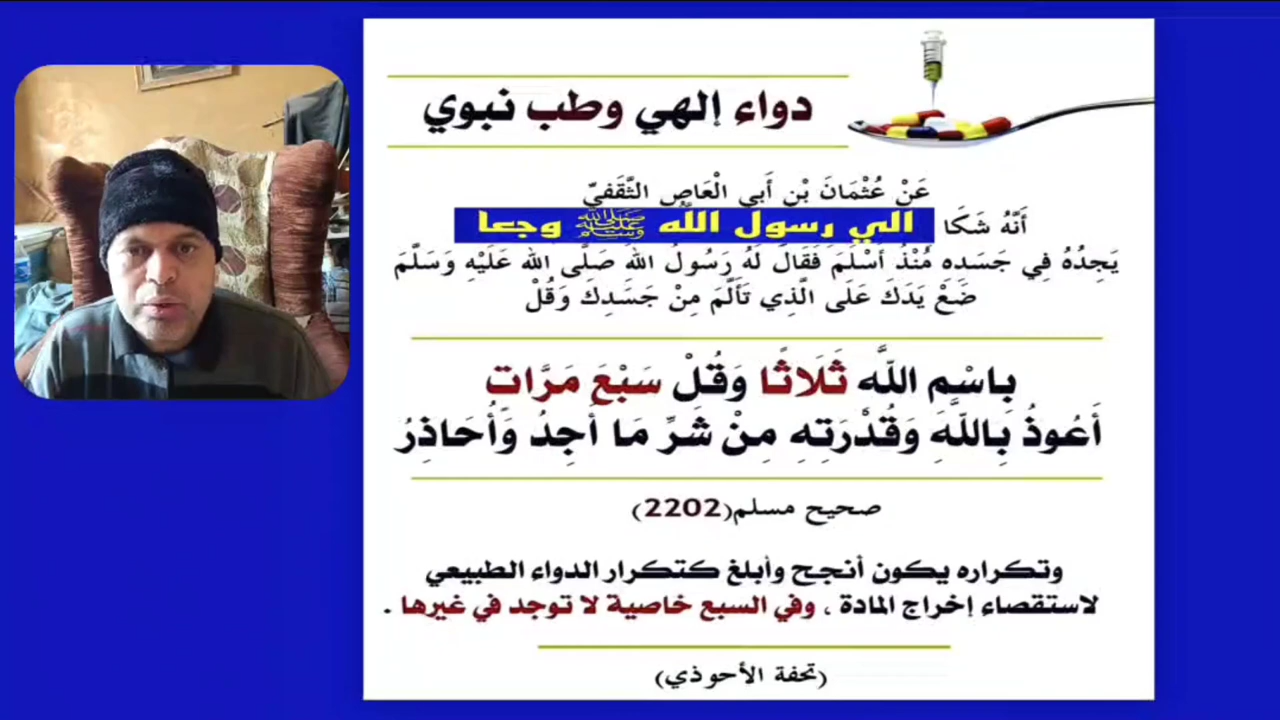 دواء إلهي وطب نبوي
عَنْ عُثْمَانَ بْنِ أَبِي الْعَاصِ الثَّقَفِيّ
أَنَّهُ شَكَا الي رسول اللّه ﷺ وجعا
يَجِدُهُ فِي جَسَدِهِ مُنْذُ أَسْلَمَ فَقَالَ لَهُ رَسُولُ اللهِ صَلَّى الله عَلَيْهِ وَسَلَّمَ
ضَعْ يَدَكَ عَلَى الَّذِي تَأَلَّمَ مِنْ جَسَدِكَ وَقُلْ
بِاسْمِ اللَّهِ ثَلَاثًا وَقُلْ سَبْعَ مَرَّاتٍ
أَعُوذُ بِاللَّهِ وَقُدْرَتِهِ مِنْ شَرِّ مَا أَجِدُ وَأُحَاذِرُ
صحيح مسلم(2202)
وتكراره يكون أنجح وأبلغ كتكرار الدواء الطبيعي
لاستقصاء إخراج المادة ، وفي السبع خاصية لا توجد في غيرها .
(تحفة الأحوذي)